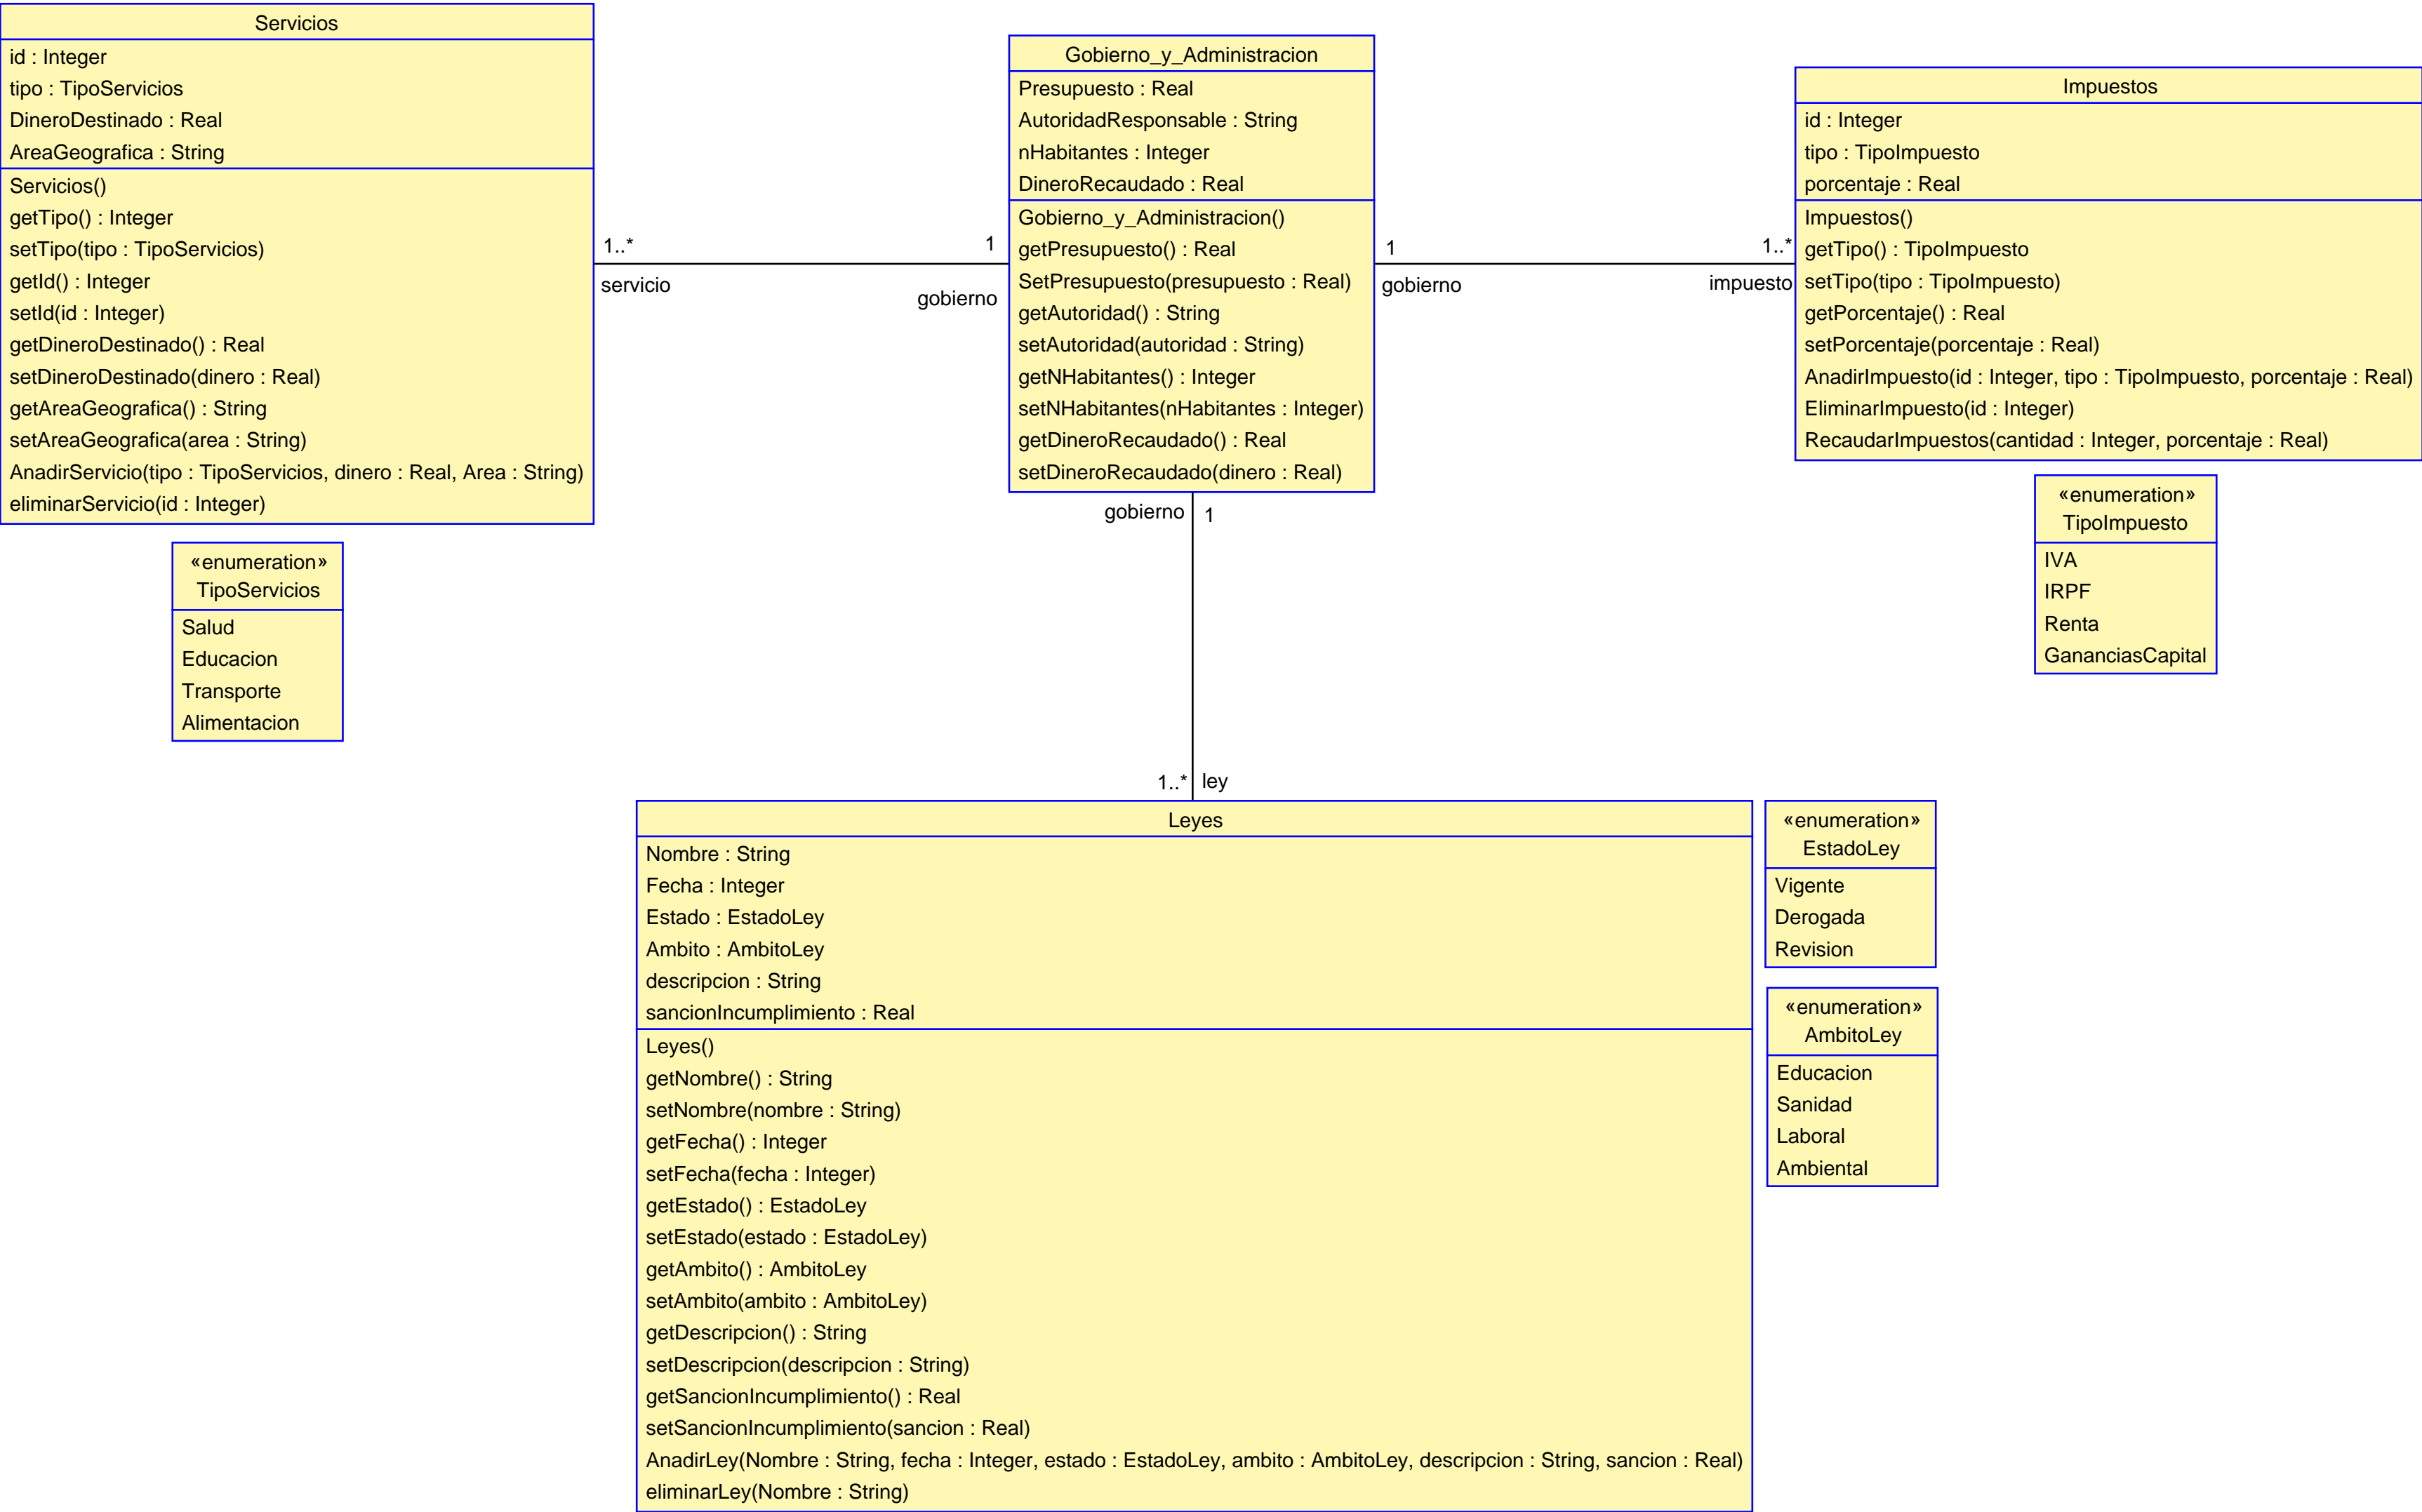 Servicios
id : Integer
tipo : TipoServicios
DineroDestinado : Real
AreaGeografica : String
Servicios()
getTipo() : Integer
setTipo(tipo : TipoServicios)
getId() : Integer
setId(id : Integer)
getDineroDestinado() : Real
setDineroDestinado(dinero : Real)
getAreaGeografica() : String
setAreaGeografica(area : String)
AnadirServicio(tipo : TipoServicios, dinero : Real, Area : String)
eliminarServicio(id : Integer)
«enumeration»
TipoServicios
Salud
Educacion
Transporte
Alimentacion
1..*
servicio
1
gobierno
Gobierno_y_Administracion
Presupuesto : Real
AutoridadResponsable : String
nHabitantes : Integer
DineroRecaudado : Real
Gobierno_y_Administracion()
getPresupuesto() : Real
SetPresupuesto(presupuesto : Real)
getAutoridad() : String
setAutoridad(autoridad : String)
getNHabitantes() : Integer
setNHabitantes(nHabitantes : Integer)
getDineroRecaudado() : Real
setDineroRecaudado(dinero : Real)
1
gobierno
1..*
impuesto
Impuestos
id : Integer
tipo : TipoImpuesto
porcentaje : Real
Impuestos()
getTipo() : TipoImpuesto
setTipo(tipo : TipoImpuesto)
getPorcentaje() : Real
setPorcentaje(porcentaje : Real)
AnadirImpuesto(id : Integer, tipo : TipoImpuesto, porcentaje : Real)
EliminarImpuesto(id : Integer)
RecaudarImpuestos(cantidad : Integer, porcentaje : Real)
«enumeration»
TipoImpuesto
IVA
IRPF
Renta
GananciasCapital
gobierno
1
1..*
ley
Leyes
Nombre : String
Fecha : Integer
Estado : EstadoLey
Ambito : AmbitoLey
descripcion : String
sancionIncumplimiento : Real
Leyes()
getNombre() : String
setNombre(nombre : String)
getFecha() : Integer
setFecha(fecha : Integer)
getEstado() : EstadoLey
setEstado(estado : EstadoLey)
getAmbito() : AmbitoLey
setAmbito(ambito : AmbitoLey)
getDescripcion() : String
setDescripcion(descripcion : String)
getSancionIncumplimiento() : Real
setSancionIncumplimiento(sancion : Real)
AnadirLey(Nombre : String, fecha : Integer, estado : EstadoLey, ambito : AmbitoLey, descripcion : String, sancion : Real)
eliminarLey(Nombre : String)
«enumeration»
EstadoLey
Vigente
Derogada
Revision
«enumeration»
AmbitoLey
Educacion
Sanidad
Laboral
Ambiental